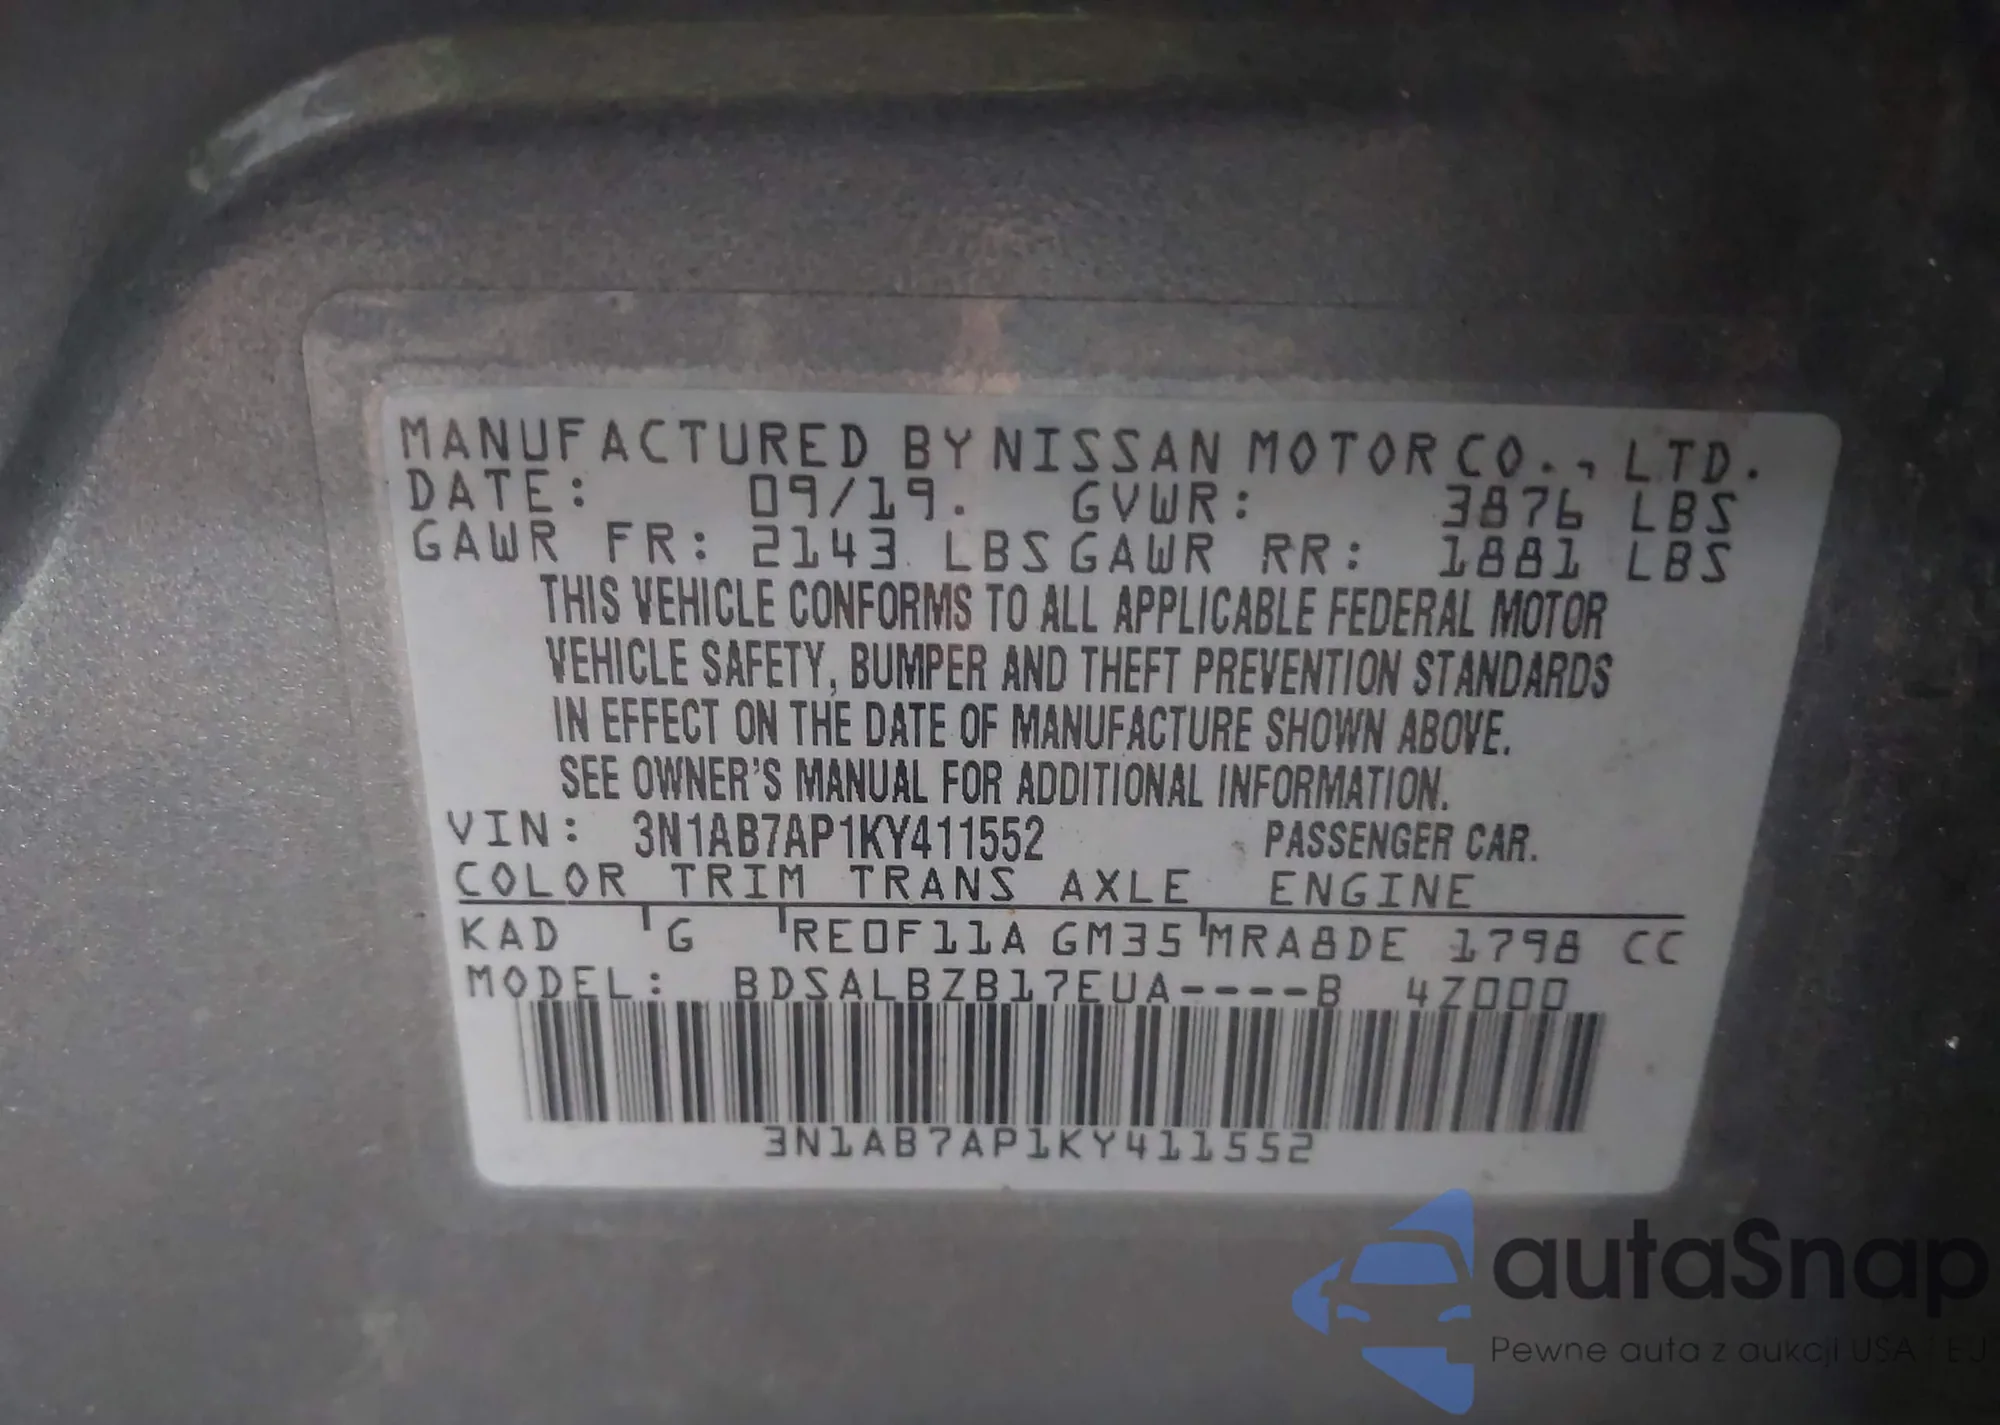 MANUFACTURED BY NISSAN MOTOR CO., LTD.
DATE: 09/19. GVWR: 3876 LBS
GAWR FR: 2143 LBS GAWR RR: 1881 LBS
THIS VEHICLE CONFORMS TO ALL APPLICABLE FEDERAL MOTOR
VEHICLE SAFETY, BUMPER AND THEFT PREVENTION STANDARDS
IN EFFECT ON THE DATE OF MANUFACTURE SHOWN ABOVE.
SEE OWNER'S MANUAL FOR ADDITIONAL INFORMATION.
VIN: 3N1AB7AP1KY411552 PASSENGER CAR.
COLOR TRIM TRANS AXLE ENGINE
KAD G RE0F11A GM35 MRA8DE 1798 CC
MODEL: BDSALBZB17EUA----B 4Z000
3N1AB7AP1KY411552
autaSnap
Pewne auta z aukcji USA i EU